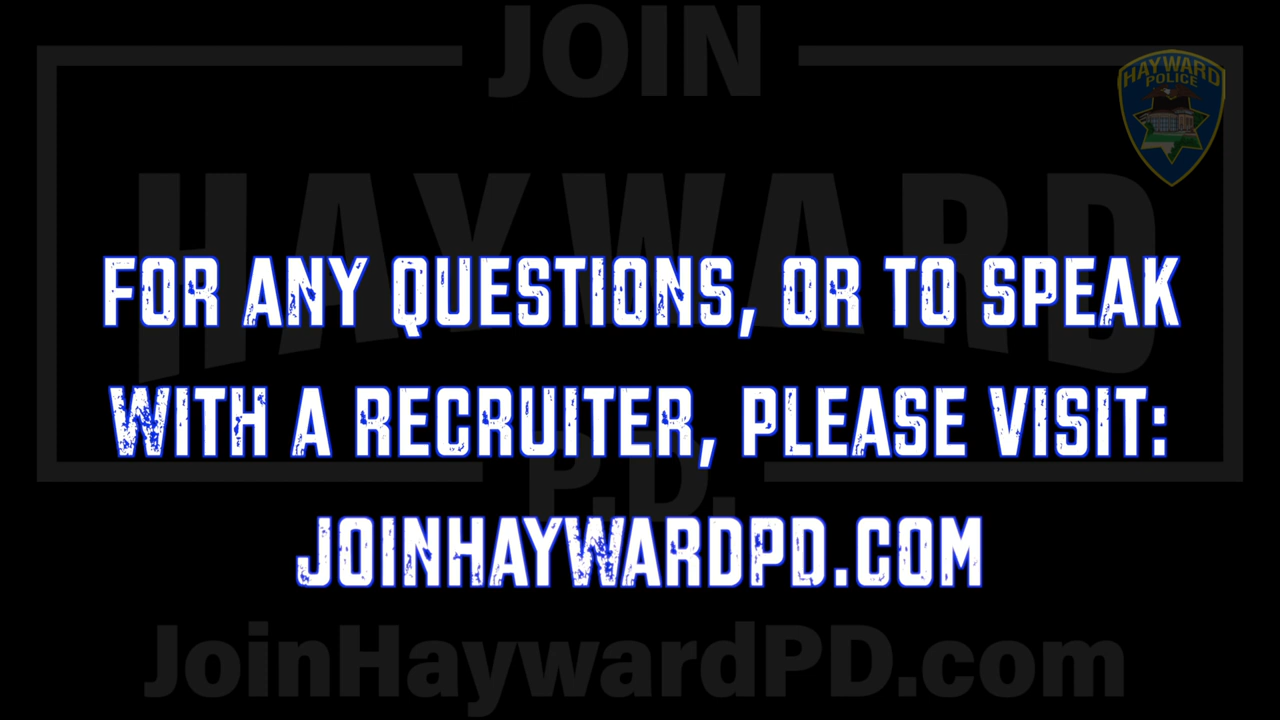 JOIN
HAYWARD
POLICE
HAYWARD
FOR ANY QUESTIONS, OR TO SPEAK
WITH A RECRUITER, PLEASE VISIT:
P.D.
JOINHAYWARDPD.COM
JoinHaywardPD.com